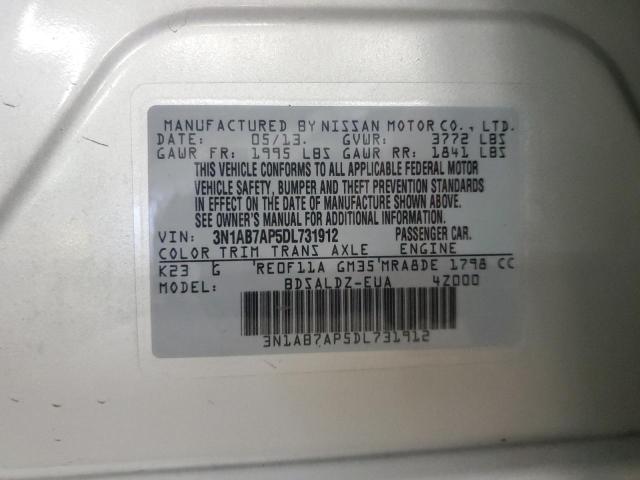 MANUFACTURED BY NISSAN MOTOR CO., LTD.
DATE: 05/13. GVWR: 3772 LBS
GAWR FR: 1995 LBS GAWR RR: 1841 LBS
THIS VEHICLE CONFORMS TO ALL APPLICABLE FEDERAL MOTOR
VEHICLE SAFETY, BUMPER AND THEFT PREVENTION STANDARDS
IN EFFECT ON THE DATE OF MANUFACTURE SHOWN ABOVE.
SEE OWNER'S MANUAL FOR ADDITIONAL INFORMATION.
VIN: 3N1AB7AP5DL731912 PASSENGER CAR.
COLOR TRIM TRANS AXLE ENGINE
K23 G RE0F11A GM35 MRA8DE 1798 CC
MODEL: BDSALDZ-EUA 4Z000
3N1AB7AP5DL731912